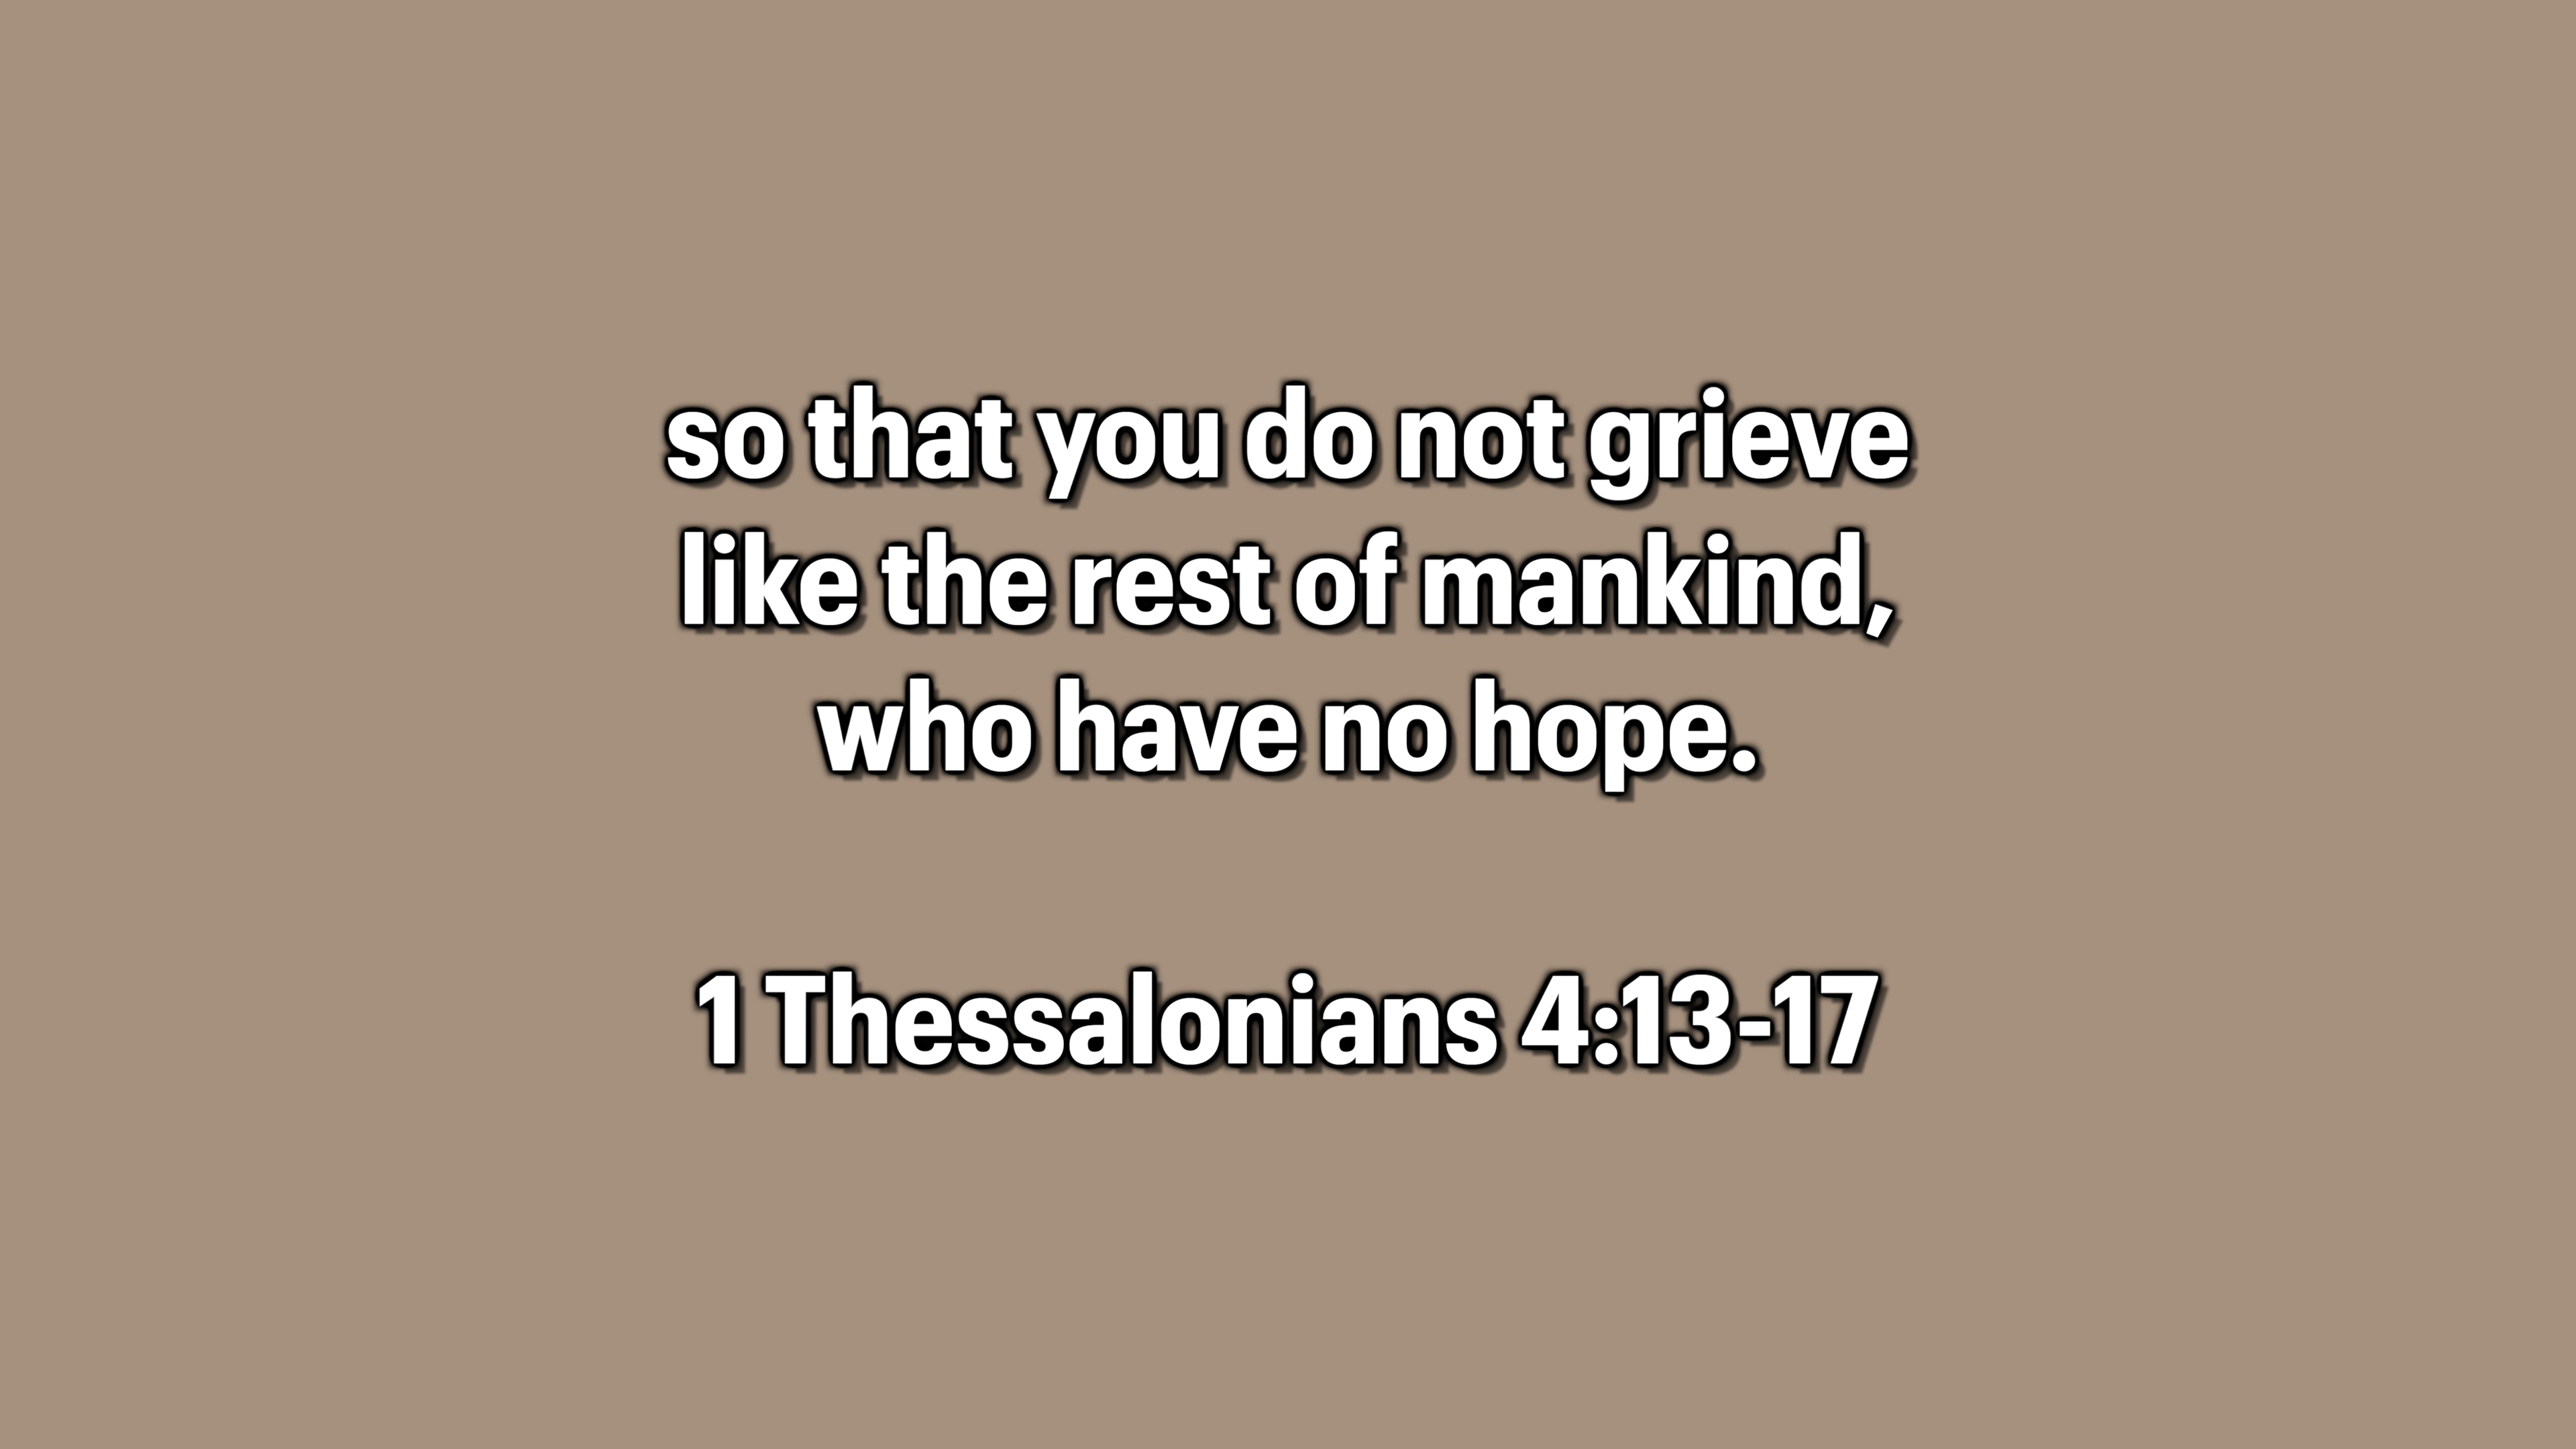 so that you do not grieve
like the rest of mankind,
who have no hope.
1 Thessalonians 4:13-17